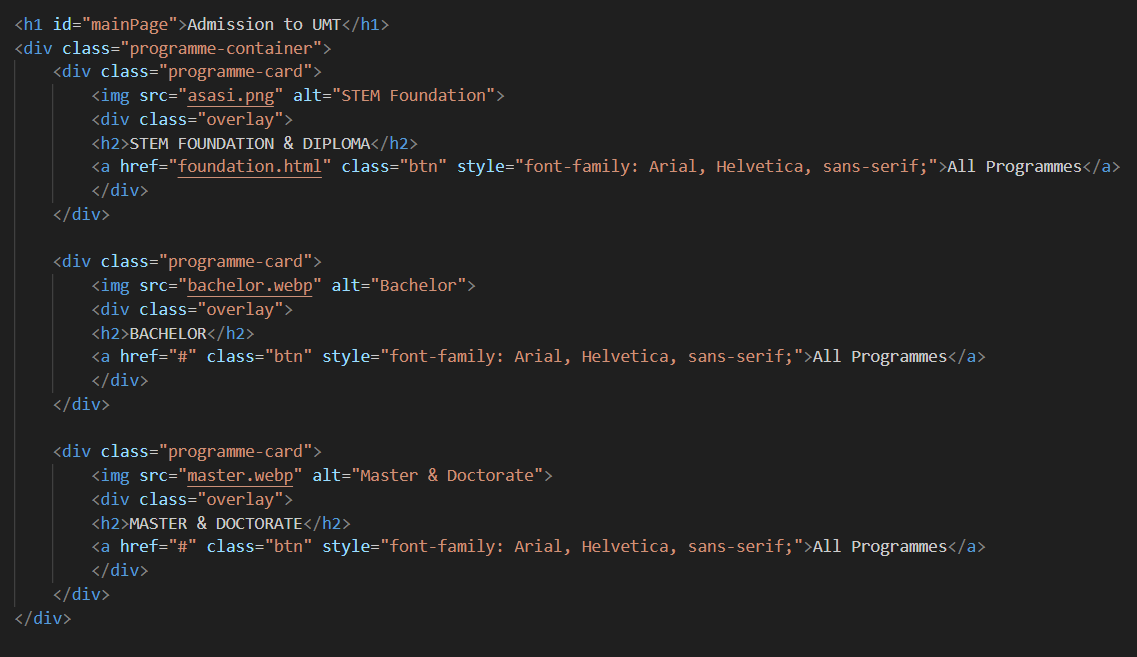 <h1 id="mainPage">Admission to UMT</h1>
<div class="programme-container">
    <div class="programme-card">
        <img src="asasi.png" alt="STEM Foundation">
        <div class="overlay">
        <h2>STEM FOUNDATION & DIPLOMA</h2>
        <a href="foundation.html" class="btn" style="font-family: Arial, Helvetica, sans-serif;">All Programmes</a>
        </div>
    </div>

    <div class="programme-card">
        <img src="bachelor.webp" alt="Bachelor">
        <div class="overlay">
        <h2>BACHELOR</h2>
        <a href="#" class="btn" style="font-family: Arial, Helvetica, sans-serif;">All Programmes</a>
        </div>
    </div>

    <div class="programme-card">
        <img src="master.webp" alt="Master & Doctorate">
        <div class="overlay">
        <h2>MASTER & DOCTORATE</h2>
        <a href="#" class="btn" style="font-family: Arial, Helvetica, sans-serif;">All Programmes</a>
        </div>
    </div>
</div>